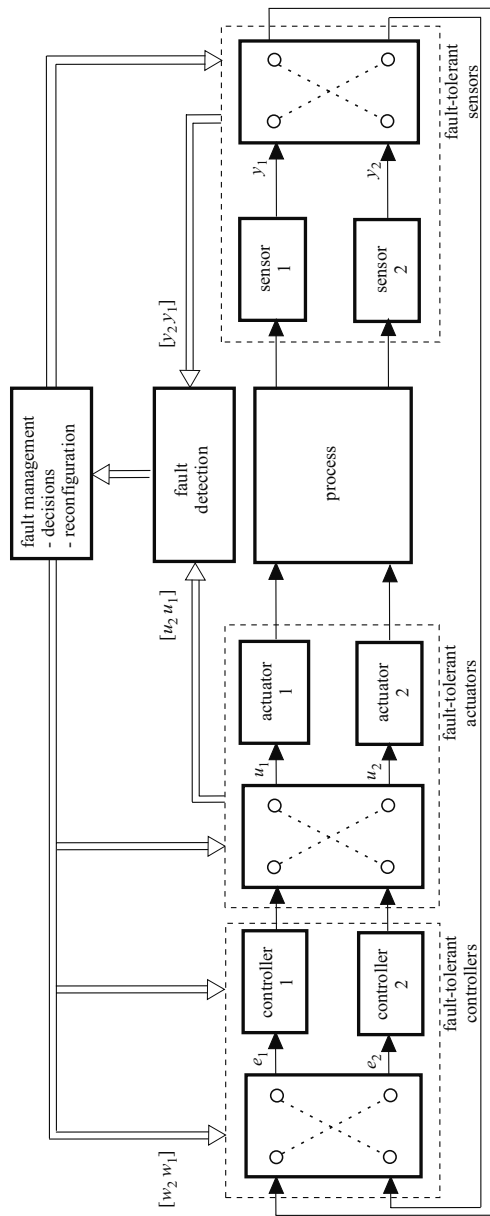 fault management
- decisions
- reconfiguration
fault
detection
[w₂ w₁]
[u₂ u₁]
[y₂ y₁]
e₁
e₂
controller
1
controller
2
fault-tolerant
controllers
u₁
u₂
actuator
1
actuator
2
fault-tolerant
actuators
process
sensor
1
sensor
2
y₁
y₂
fault-tolerant
sensors